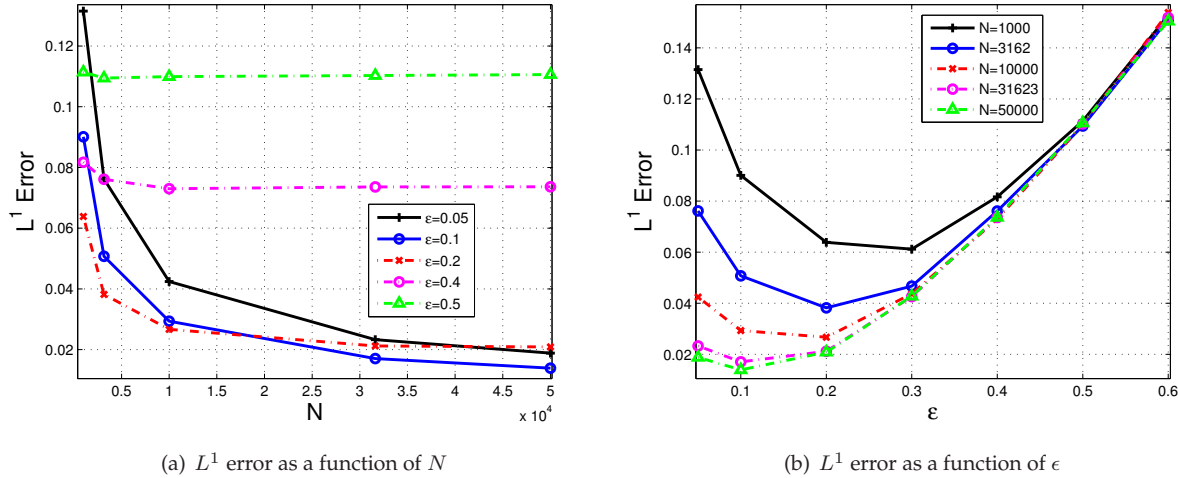 0.12
0.1
0.08
0.06
0.04
0.02
L¹ Error
0.5 1 1.5 2 2.5 3 3.5 4 4.5 5
x 10⁴
N
ε=0.05
ε=0.1
ε=0.2
ε=0.4
ε=0.5
(a) L¹ error as a function of N
0.14
0.12
0.1
0.08
0.06
0.04
0.02
L¹ Error
0.1 0.2 0.3 0.4 0.5 0.6
ε
N=1000
N=3162
N=10000
N=31623
N=50000
(b) L¹ error as a function of ϵ